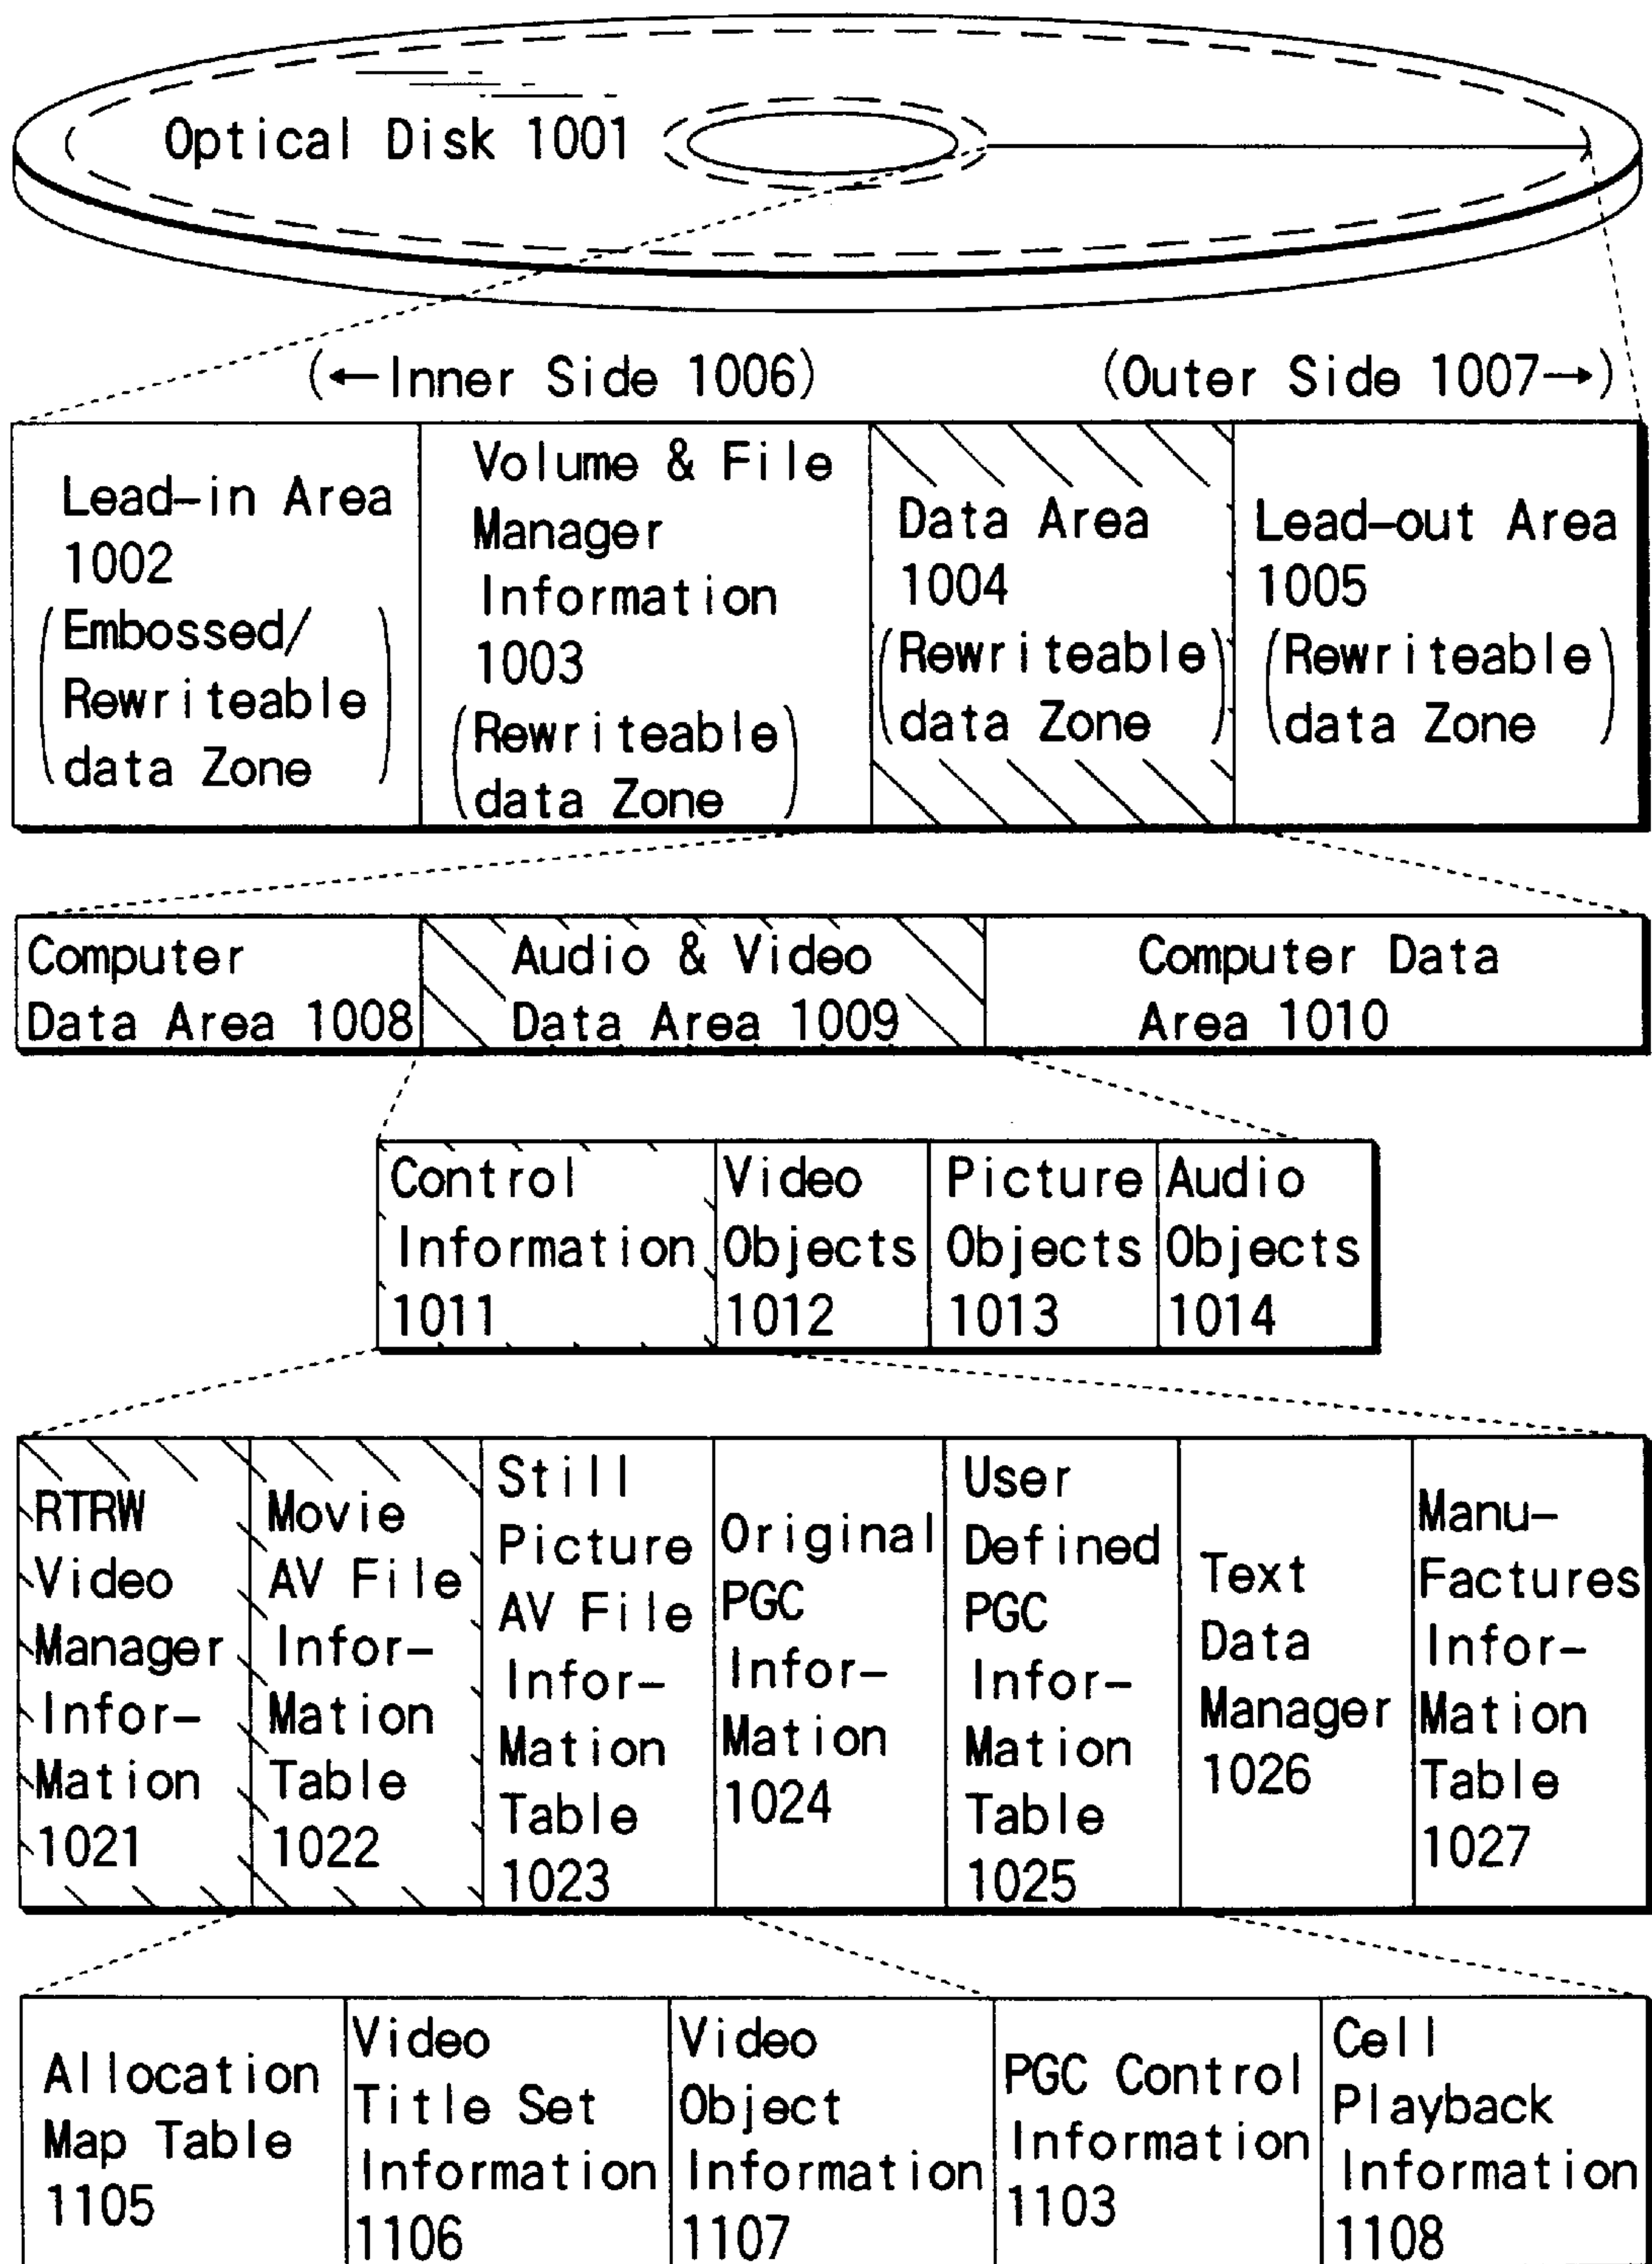 Optical Disk 1001
(←Inner Side 1006)
(Outer Side 1007→)
Lead-in Area
1002
(Embossed/
Rewriteable
data Zone)
Volume & File
Manager
Information
1003
(Rewriteable
data Zone)
Data Area
1004
(Rewriteable
data Zone)
Lead-out Area
1005
(Rewriteable
data Zone)
Computer
Data Area 1008
Audio & Video
Data Area 1009
Computer Data
Area 1010
Control
Information
1011
Video
Objects
1012
Picture
Objects
1013
Audio
Objects
1014
RTRW
Video
Manager
Infor-
Mation
1021
Movie
AV File
Infor-
Mation
Table
1022
Still
Picture
AV File
Infor-
Mation
Table
1023
Original
PGC
Infor-
Mation
1024
User
Defined
PGC
Infor-
Mation
Table
1025
Text
Data
Manager
1026
Manu-
Factures
Infor-
Mation
Table
1027
Allocation
Map Table
1105
Video
Title Set
Information
1106
Video
Object
Information
1107
PGC Control
Information
1103
Cell
Playback
Information
1108